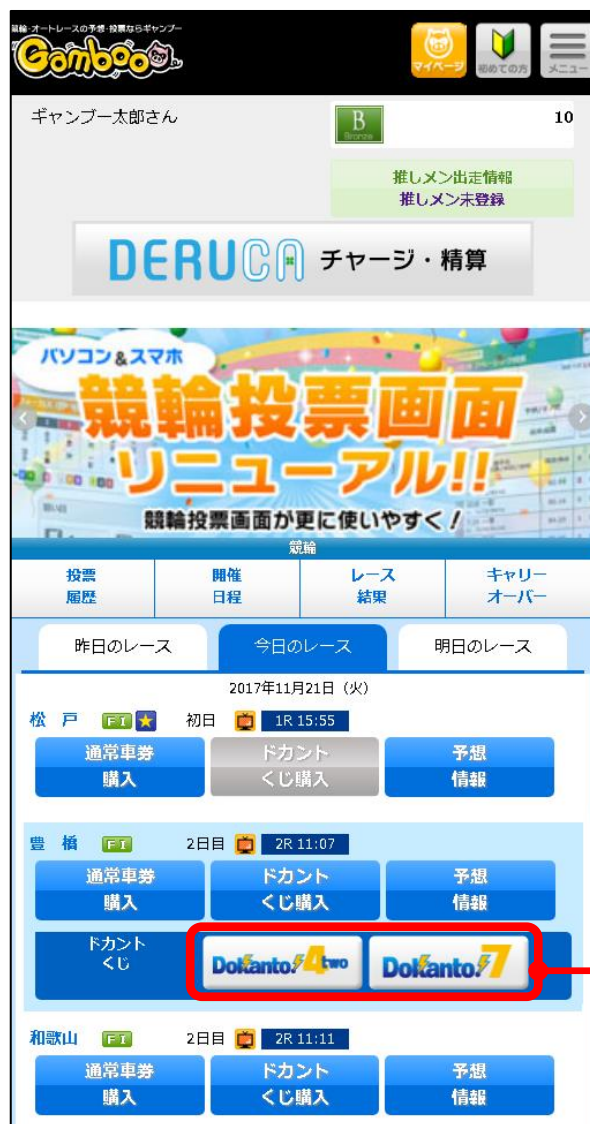 競輪・オートレースの予想・投票ならギャンブー
Gamboo
マイページ
初めての方
メニュー
ギャンブー太郎さん
B
Bronze
10
推しメン出走情報
推しメン未登録
DERUCA チャージ・精算
パソコン&スマホ
競輪投票画面
リニューアル!!
競輪投票画面が更に使いやすく!
競輪
投票
履歴
開催
日程
レース
結果
キャリー
オーバー
昨日のレース
今日のレース
明日のレース
2017年11月21日（火）
松 戸 FI ★ 初日 1R 15:55
通常車券
購入
ドカント
くじ購入
予想
情報
豊 橋 FI 2日目 2R 11:07
通常車券
購入
ドカント
くじ購入
予想
情報
ドカント
くじ
Dokanto! 4two
Dokanto! 7
和歌山 FI 2日目 2R 11:11
通常車券
購入
ドカント
くじ購入
予想
情報